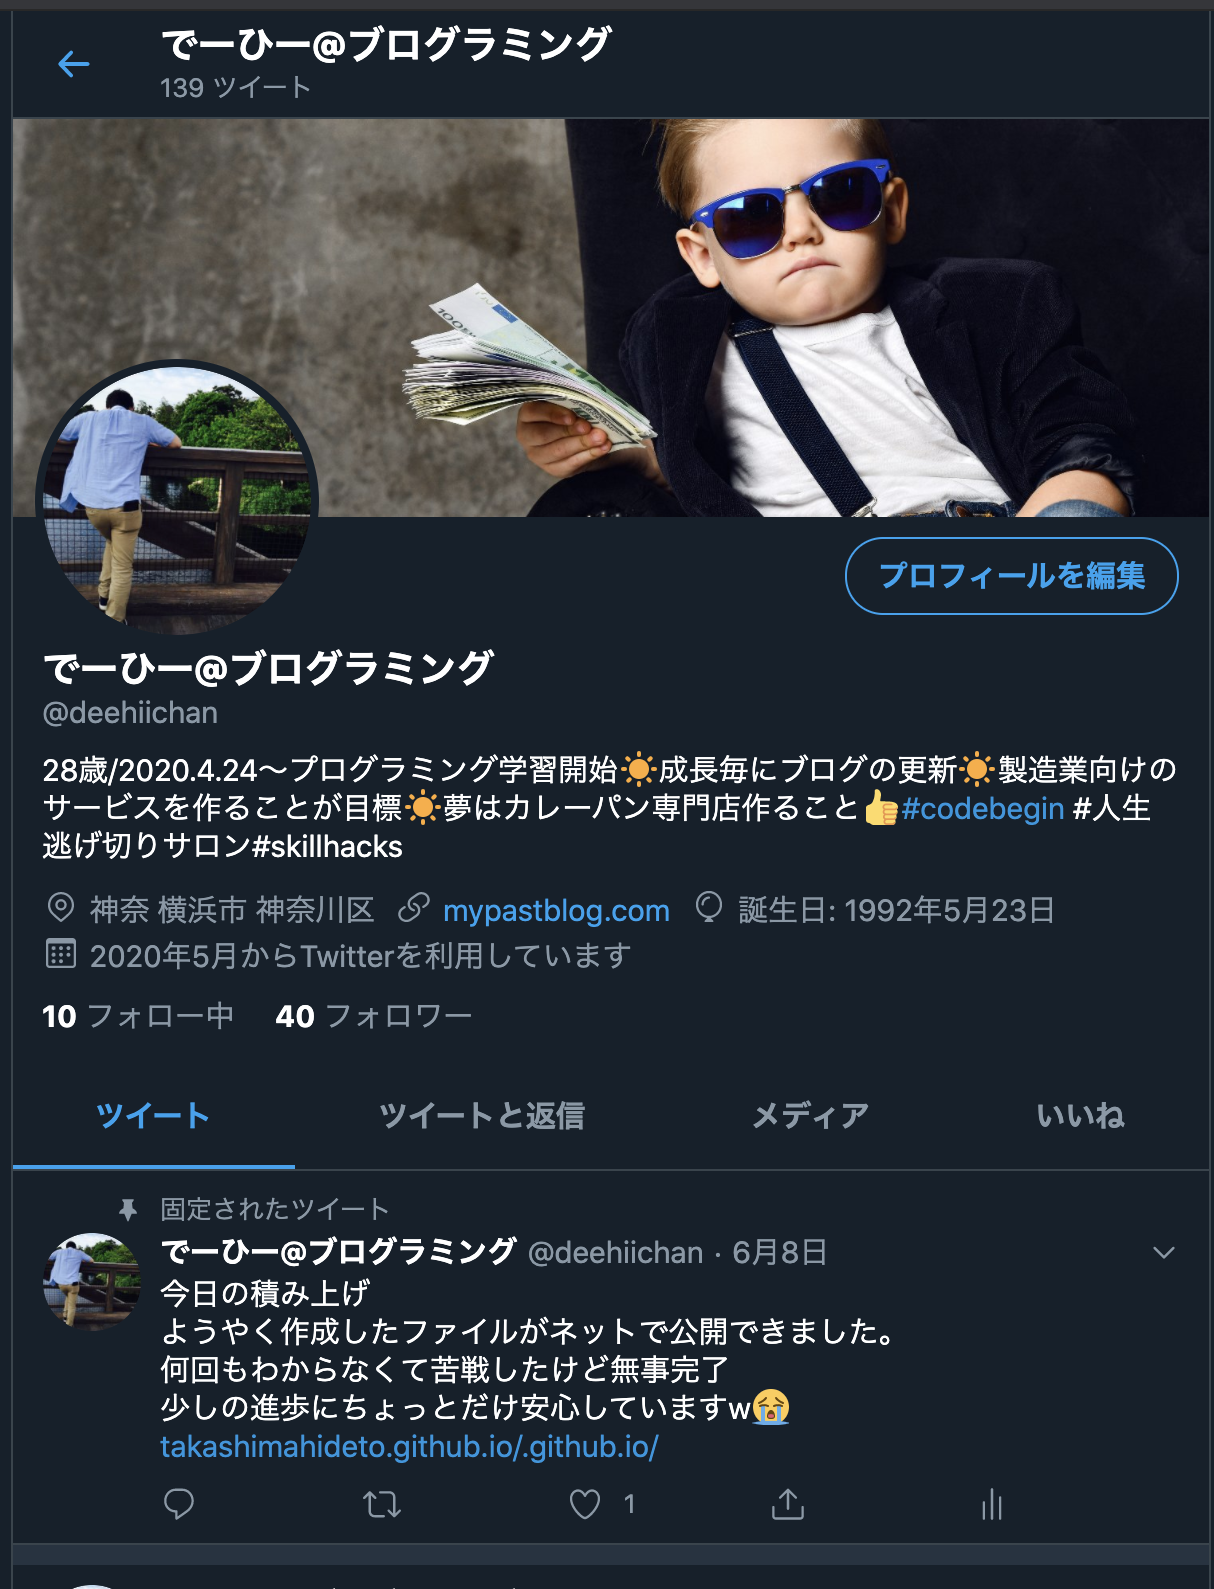 でーひー@ブログラミング
139 ツイート
100
プロフィールを編集
でーひー@ブログラミング
@deehiichan
28歳/2020.4.24〜プログラミング学習開始☀️成長毎にブログの更新☀️製造業向けの
サービスを作ることが目標☀️夢はカレーパン専門店作ること👍#codebegin #人生
逃げ切りサロン#skillhacks
神奈 横浜市 神奈川区 mypastblog.com 誕生日: 1992年5月23日
2020年5月からTwitterを利用しています
10 フォロー中 40 フォロワー
ツイート ツイートと返信 メディア いいね
固定されたツイート
でーひー@ブログラミング @deehiichan · 6月8日
今日の積み上げ
ようやく作成したファイルがネットで公開できました。
何回もわからなくて苦戦したけど無事完了
少しの進歩にちょっとだけ安心していますw😭
takashimahideto.github.io/.github.io/
1